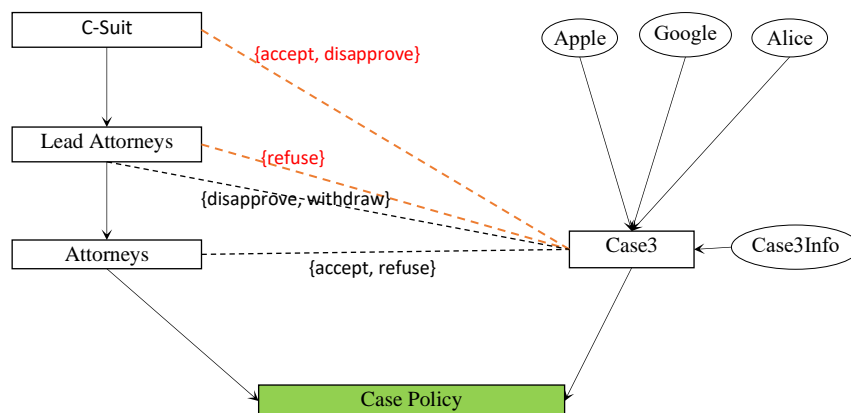 C-Suit
{accept, disapprove}
Apple
Google
Alice
Lead Attorneys
{refuse}
{disapprove, withdraw}
Attorneys
{accept, refuse}
Case3
Case3Info
Case Policy